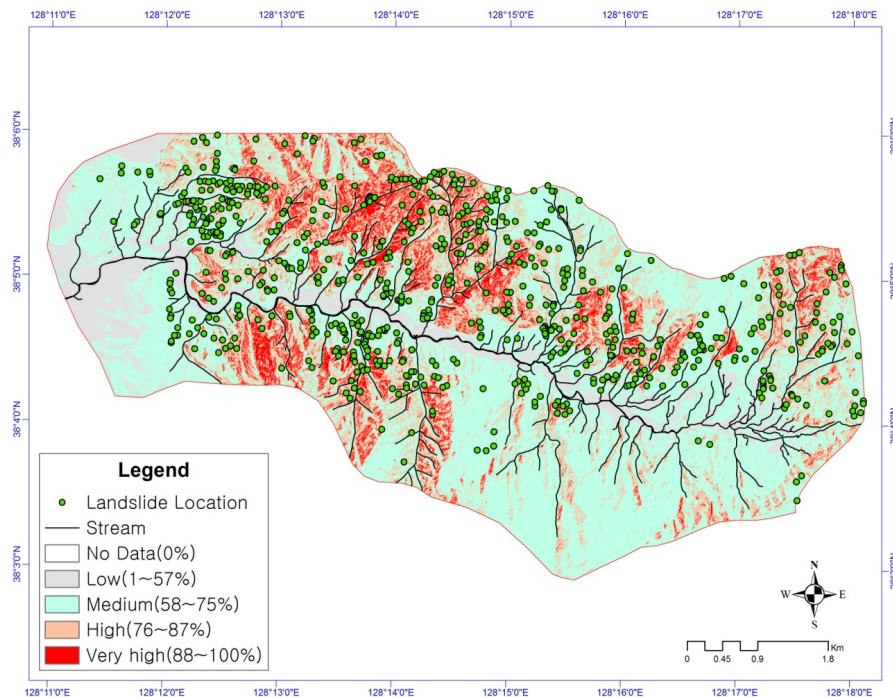 128°11'0"E 128°12'0"E 128°13'0"E 128°14'0"E 128°15'0"E 128°16'0"E 128°17'0"E 128°18'0"E
38°6'0"N
38°5'0"N
38°4'0"N
38°3'0"N
Legend
Landslide Location
Stream
No Data(0%)
Low(1~57%)
Medium(58~75%)
High(76~87%)
Very high(88~100%)
N
W E
S
Km
0 0.45 0.9 1.8
128°11'0"E 128°12'0"E 128°13'0"E 128°14'0"E 128°15'0"E 128°16'0"E 128°17'0"E 128°18'0"E